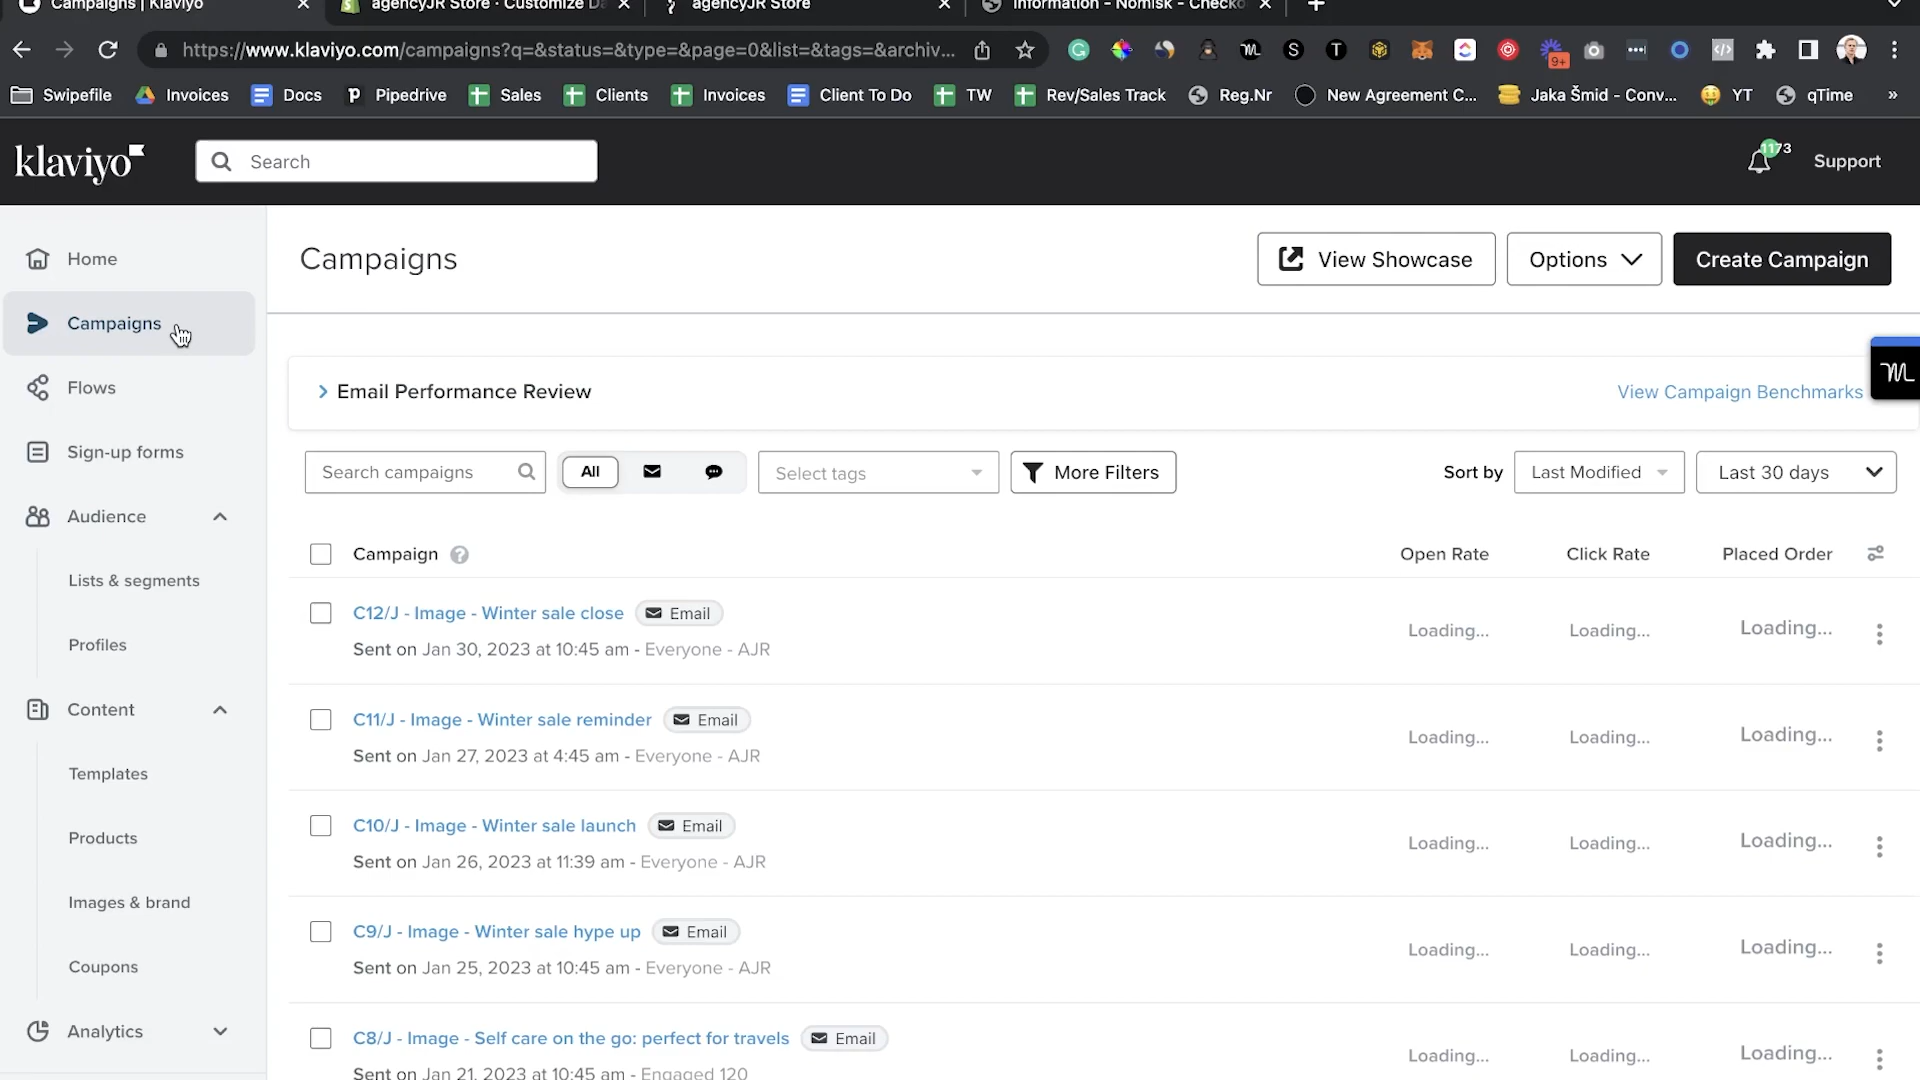 Campaigns | Klaviyo
agencyJR Store · Customize Da
agencyJR Store
Information - Nomisk - Checko
https://www.klaviyo.com/campaigns?q=&status=&type=&page=0&list=&tags=&archiv...
9+
Swipefile
Invoices
Docs
Pipedrive
Sales
Clients
Invoices
Client To Do
TW
Rev/Sales Track
Reg.Nr
New Agreement C...
Jaka Šmid - Conv...
YT
qTime
»
klaviyo
Search
1173
Support
Home
Campaigns
Flows
Sign-up forms
Audience
Lists & segments
Profiles
Content
Templates
Products
Images & brand
Coupons
Analytics
Campaigns
View Showcase
Options
Create Campaign
Email Performance Review
View Campaign Benchmarks
Search campaigns
All
Select tags
More Filters
Sort by
Last Modified
Last 30 days
Campaign ?
Open Rate
Click Rate
Placed Order
C12/J - Image - Winter sale close Email
Sent on Jan 30, 2023 at 10:45 am - Everyone - AJR
Loading... Loading... Loading...
C11/J - Image - Winter sale reminder Email
Sent on Jan 27, 2023 at 4:45 am - Everyone - AJR
Loading... Loading... Loading...
C10/J - Image - Winter sale launch Email
Sent on Jan 26, 2023 at 11:39 am - Everyone - AJR
Loading... Loading... Loading...
C9/J - Image - Winter sale hype up Email
Sent on Jan 25, 2023 at 10:45 am - Everyone - AJR
Loading... Loading... Loading...
C8/J - Image - Self care on the go: perfect for travels Email
Sent on Jan 21, 2023 at 10:45 am - Engaged 120
Loading... Loading... Loading...